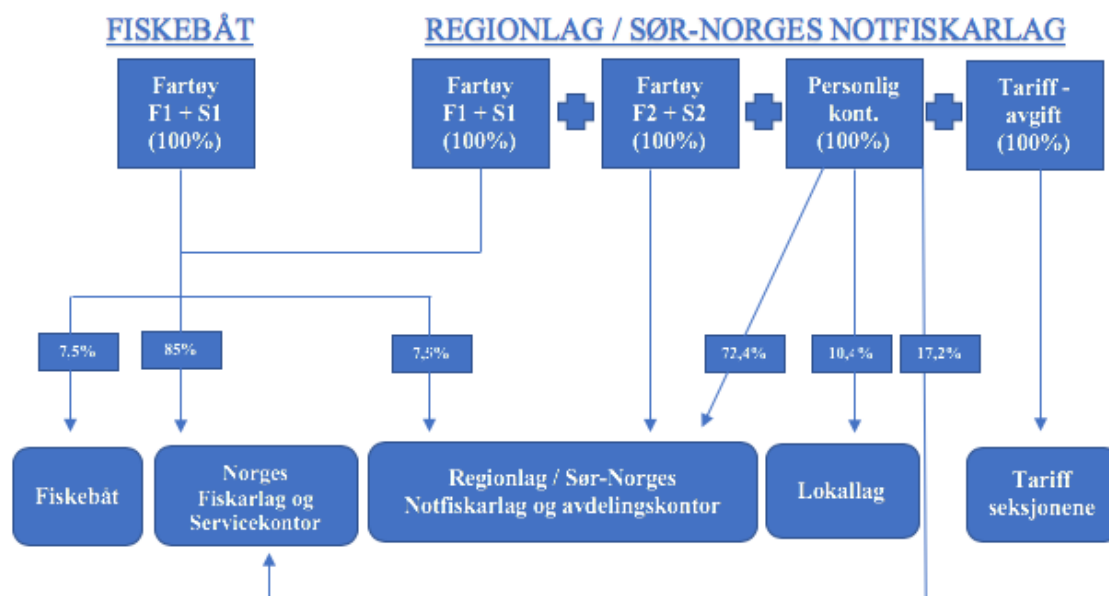 FISKEBÅT
REGIONLAG / SØR-NORGES NOTFISKARLAG
Fartøy
F1 + S1
(100%)
Fartøy
F1 + S1
(100%)
Fartøy
F2 + S2
(100%)
Personlig
kont.
(100%)
Tariff -
avgift
(100%)
7.5%
85%
7,5%
72,4%
10,4%
17,2%
Fiskebåt
Norges
Fiskarlag og
Servicekontor
Regionlag / Sør-Norges
Notfiskarlag og avdelingskontor
Lokallag
Tariff
seksjonene